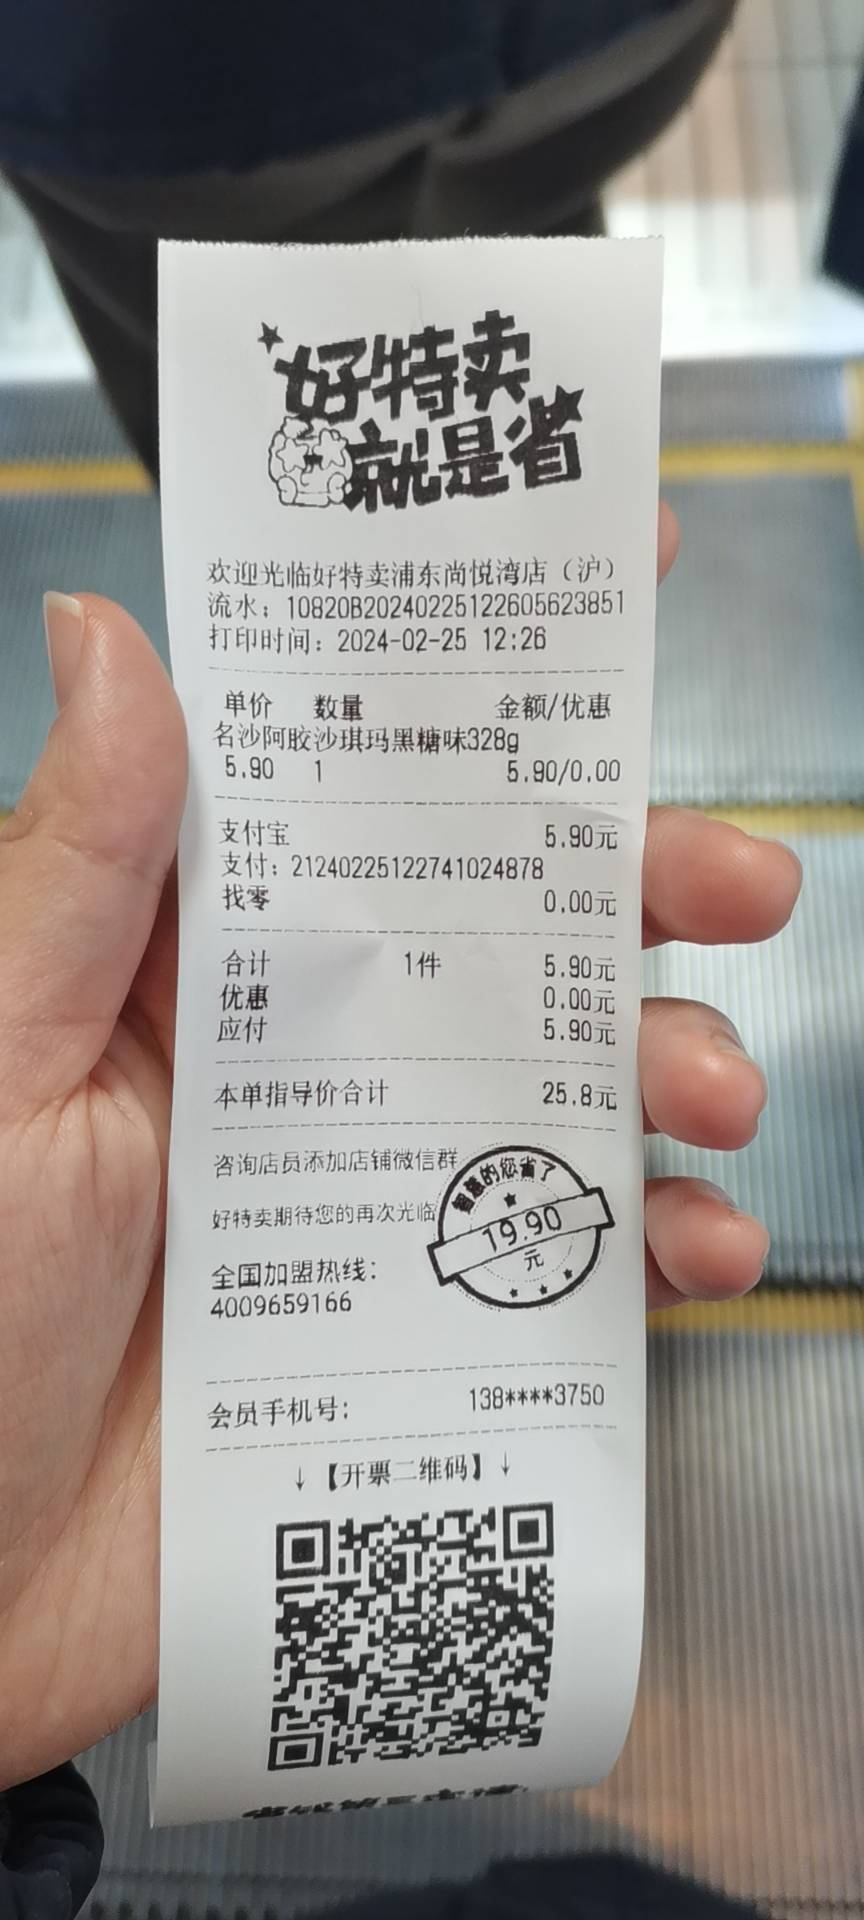 好特卖
就是省
欢迎光临好特卖浦东尚悦湾店（沪）
流水：10820B20240225122605623851
打印时间：2024-02-25 12:26
单价 数量 金额/优惠
名沙阿胶沙琪玛黑糖味328g
5.90 1 5.90/0.00
支付宝 5.90元
支付：212402251227410248​78
找零 0.00元
合计 1件 5.90元
优惠 0.00元
应付 5.90元
本单指导价合计 25.8元
咨询店员添加店铺微信群
好特卖期待您的再次光临
智慧的您省了
19.90
元
全国加盟热线：
4009659166
会员手机号： 138****3750
↓【开票二维码】↓